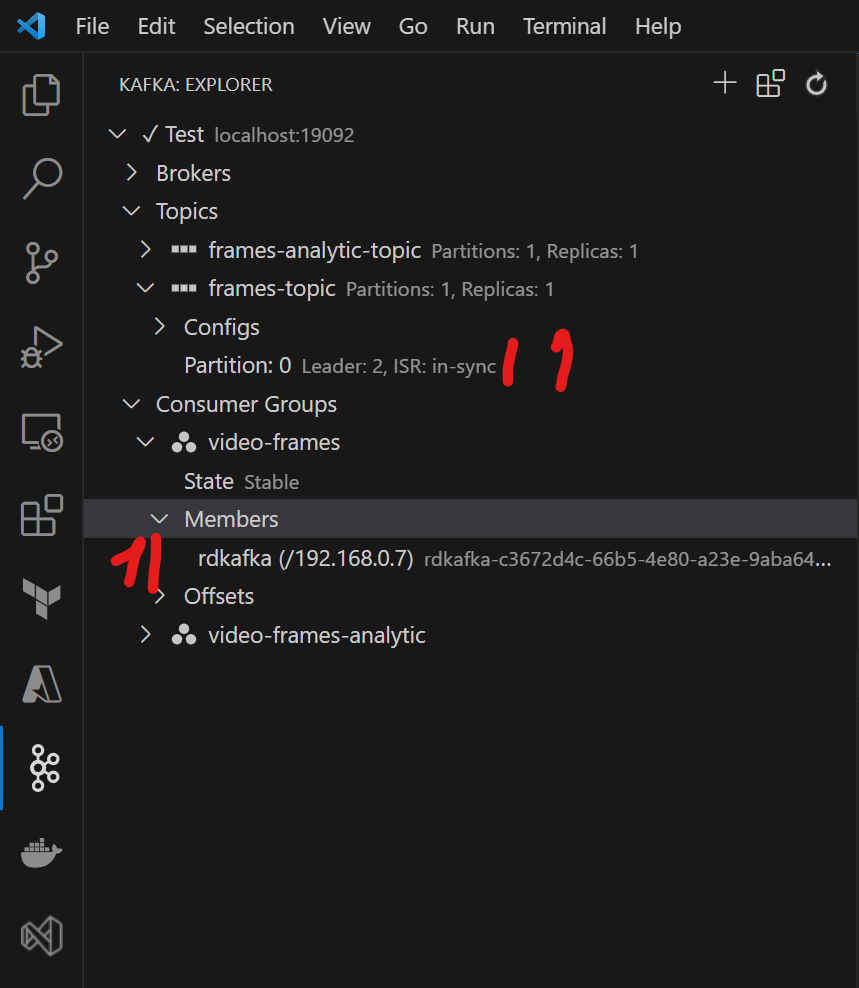 File Edit Selection View Go Run Terminal Help
KAFKA: EXPLORER
✓ Test localhost:19092
Brokers
Topics
frames-analytic-topic Partitions: 1, Replicas: 1
frames-topic Partitions: 1, Replicas: 1
Configs
Partition: 0 Leader: 2, ISR: in-sync
Consumer Groups
video-frames
State Stable
Members
rdkafka (/192.168.0.7) rdkafka-c3672d4c-66b5-4e80-a23e-9aba64...
Offsets
video-frames-analytic